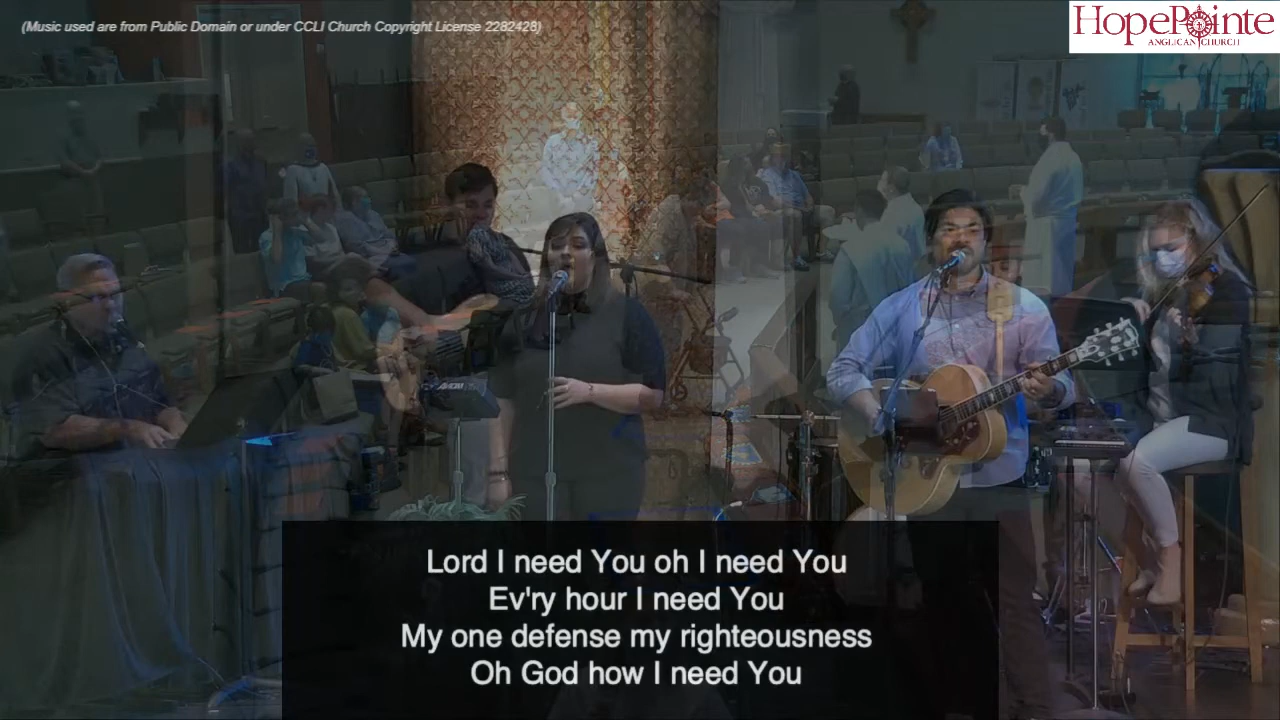 (Music used are from Public Domain or under CCLI Church Copyright License 2282428)
HopePointe
ANGLICAN CHURCH
Lord I need You oh I need You
Ev'ry hour I need You
My one defense my righteousness
Oh God how I need You